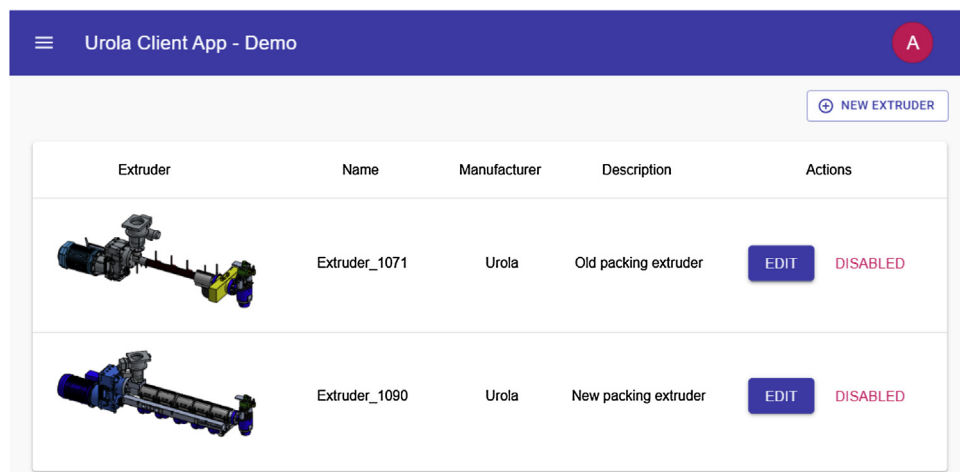 Urola Client App - Demo
A
NEW EXTRUDER
Extruder Name Manufacturer Description Actions
Extruder_1071 Urola Old packing extruder EDIT DISABLED
Extruder_1090 Urola New packing extruder EDIT DISABLED